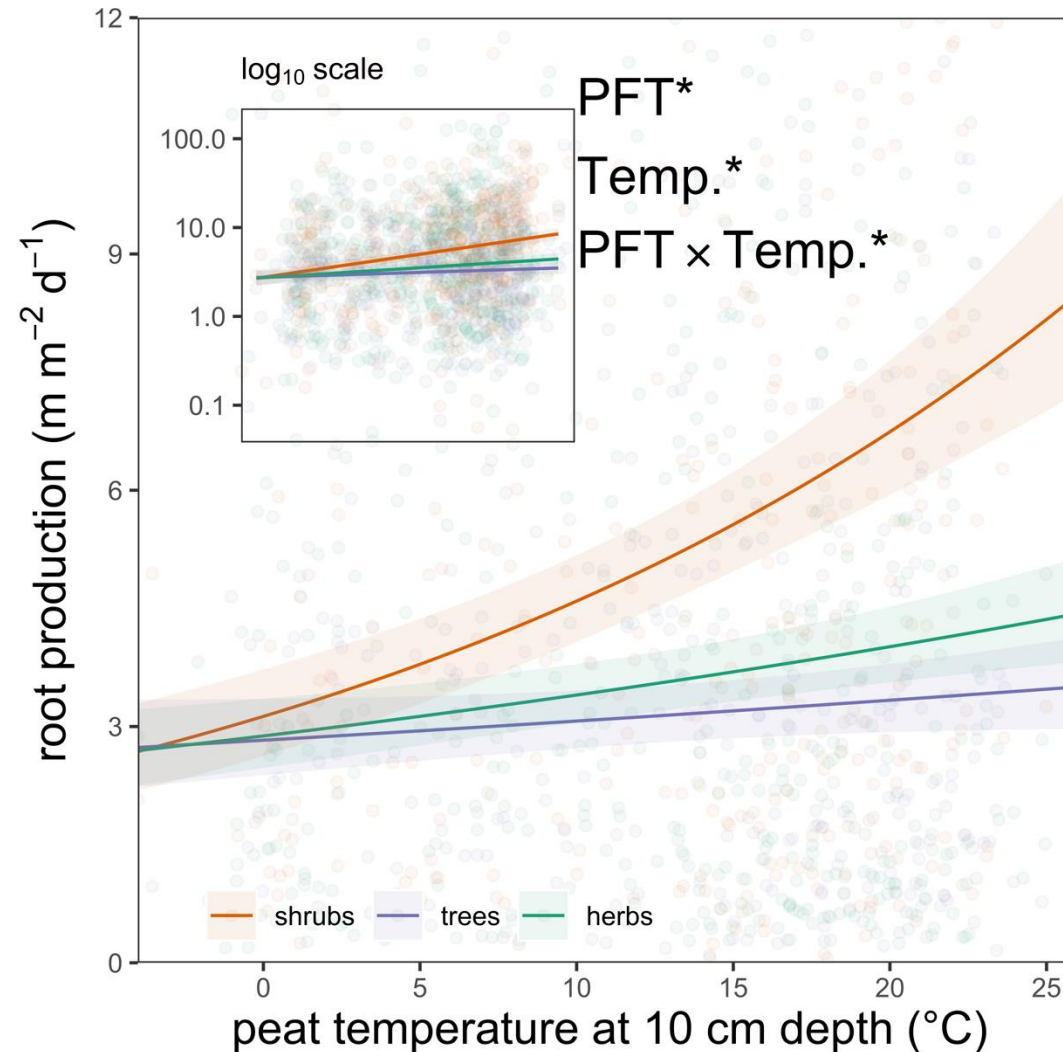 12
log₁₀ scale
PFT*
100.0
Temp.*
10.0
PFT × Temp.*
9
1.0
0.1
root production (m m⁻² d⁻¹)
6
3
shrubs trees herbs
0
0 5 10 15 20 25
peat temperature at 10 cm depth (°C)